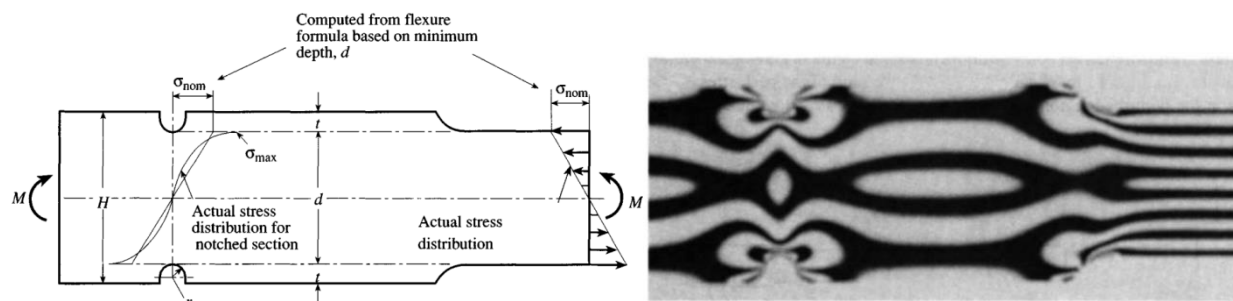 Computed from flexure
formula based on minimum
depth, d
σnom
σnom
t
σmax
M
H
d
M
Actual stress
distribution for
notched section
Actual stress
distribution
t